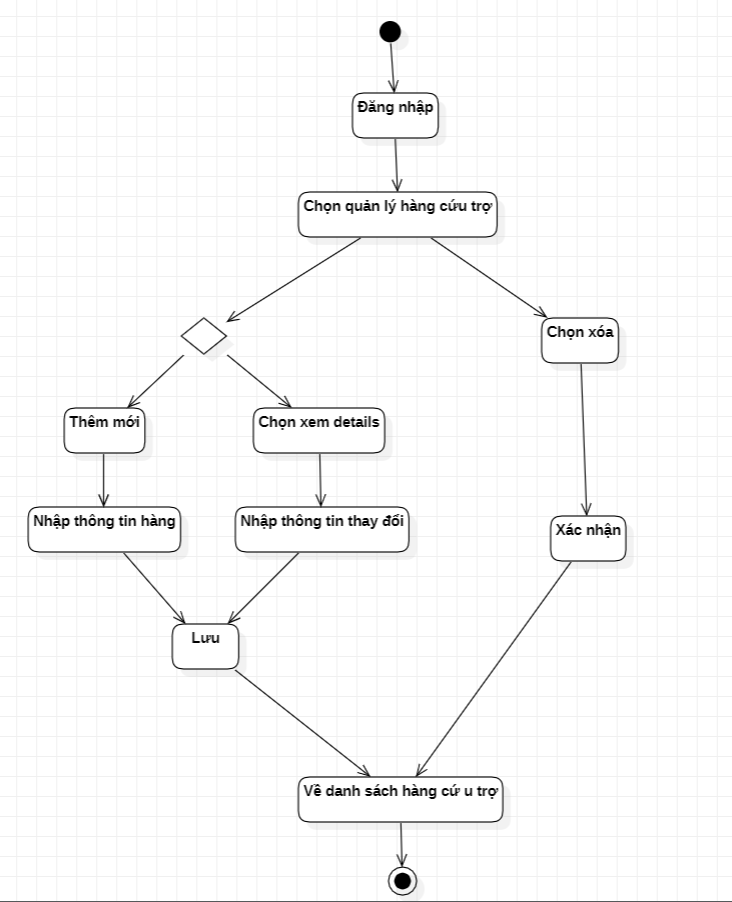 Đăng nhập
Chọn quản lý hàng cứu trợ
Chọn xóa
Thêm mới
Chọn xem details
Nhập thông tin hàng
Nhập thông tin thay đổi
Xác nhận
Lưu
Về danh sách hàng cứ u trợ